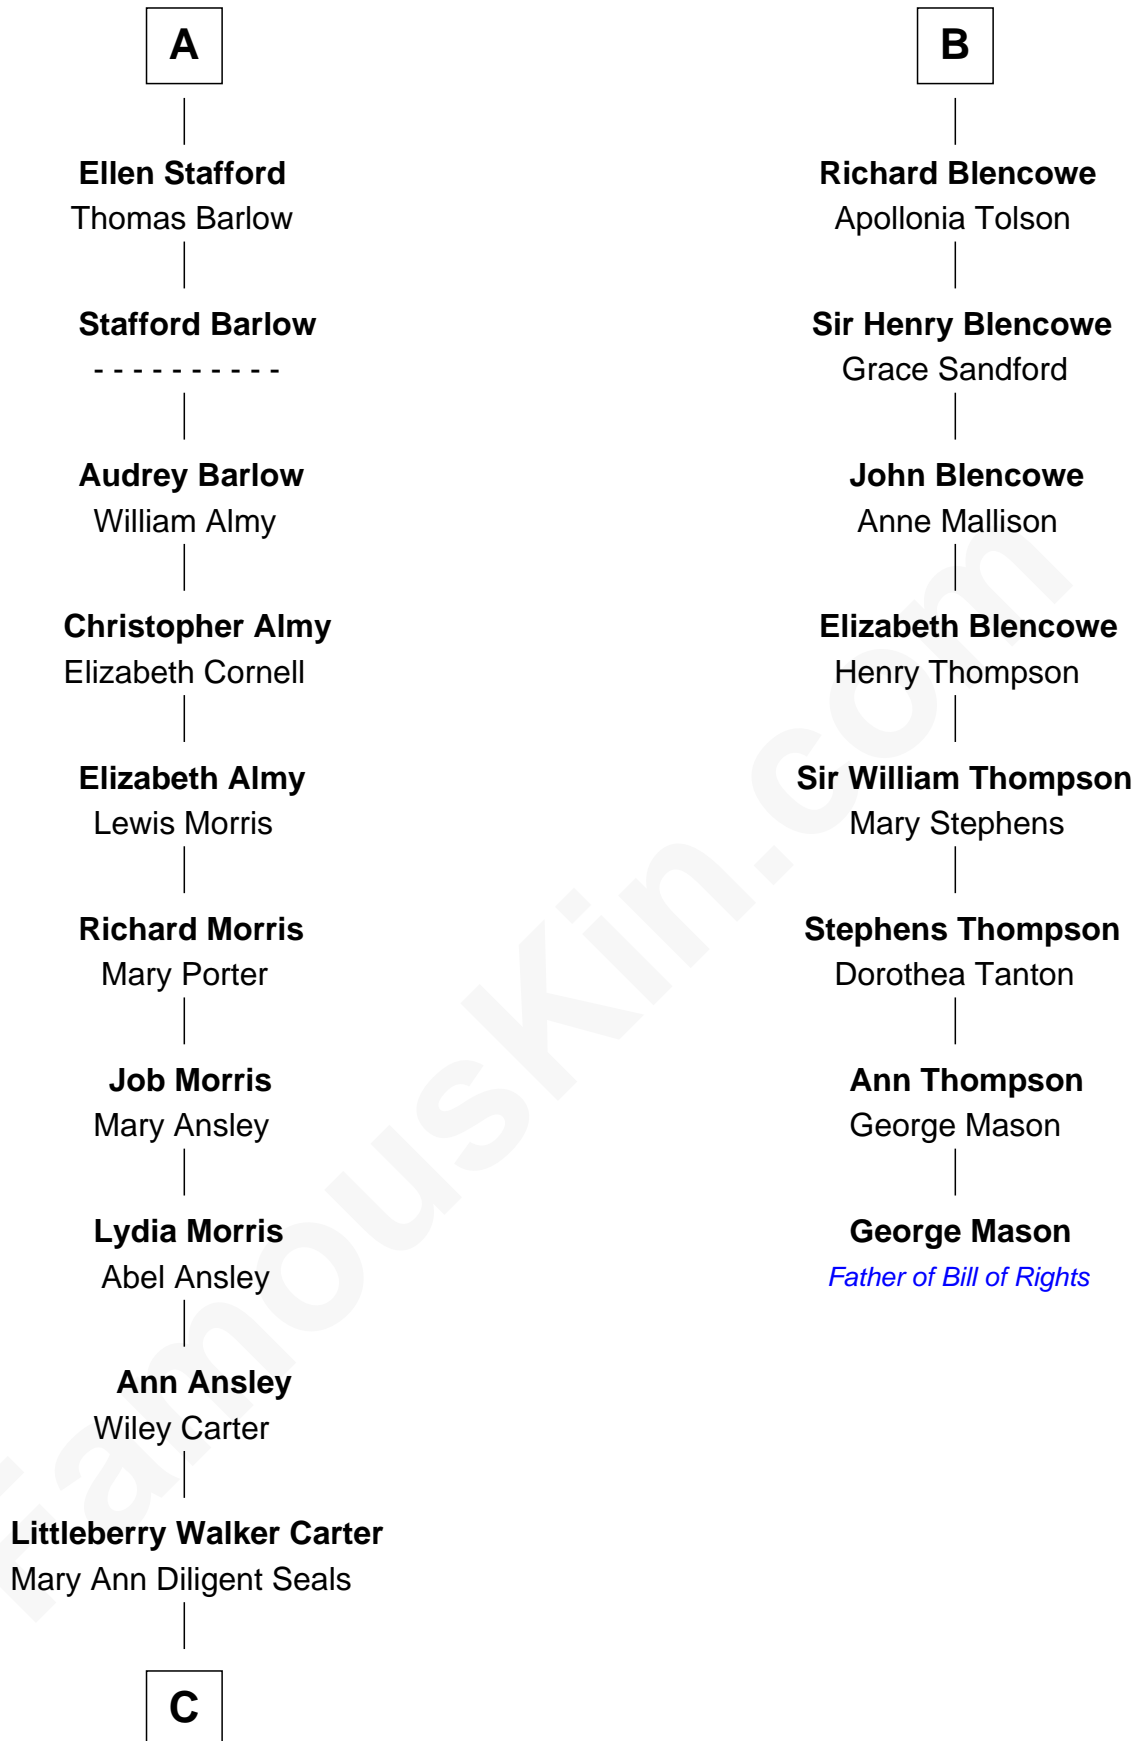 A
Ellen Stafford
Thomas Barlow
Stafford Barlow
- - - - - - - - - -
Audrey Barlow
William Almy
Christopher Almy
Elizabeth Cornell
Elizabeth Almy
Lewis Morris
Richard Morris
Mary Porter
Job Morris
Mary Ansley
Lydia Morris
Abel Ansley
Ann Ansley
Wiley Carter
Littleberry Walker Carter
Mary Ann Diligent Seals
C
B
Richard Blencowe
Apollonia Tolson
Sir Henry Blencowe
Grace Sandford
John Blencowe
Anne Mallison
Elizabeth Blencowe
Henry Thompson
Sir William Thompson
Mary Stephens
Stephens Thompson
Dorothea Tanton
Ann Thompson
George Mason
George Mason
Father of Bill of Rights
FamousKin.com